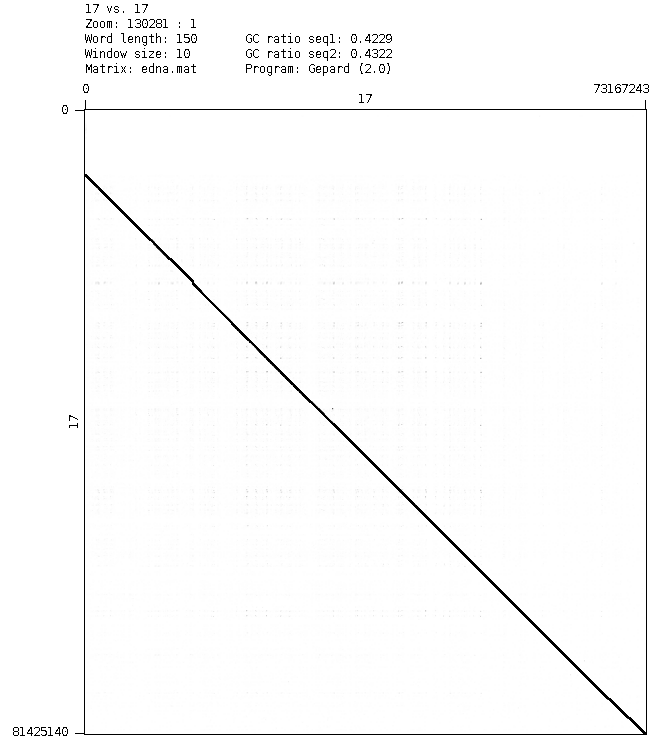 17 vs. 17
Zoom: 130281 : 1
Word length: 150 GC ratio seq1: 0.4229
Window size: 10 GC ratio seq2: 0.4322
Matrix: edna.mat Program: Gepard (2.0)
0 73167243
17
0
17
81425140